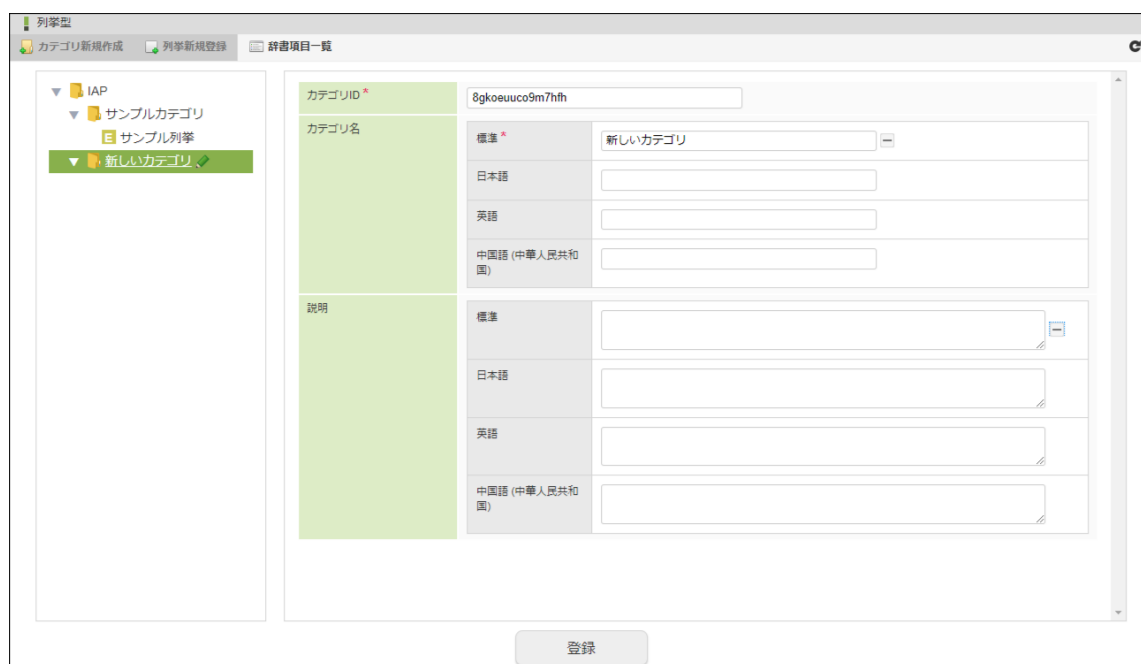 列挙型
カテゴリ新規作成 列挙新規登録 辞書項目一覧
IAP
サンプルカテゴリ
サンプル列挙
新しいカテゴリ
カテゴリID *
8gkoeuuco9m7hfh
カテゴリ名
標準 *
新しいカテゴリ
日本語
英語
中国語 (中華人民共和
国)
説明
標準
日本語
英語
中国語 (中華人民共和
国)
登録